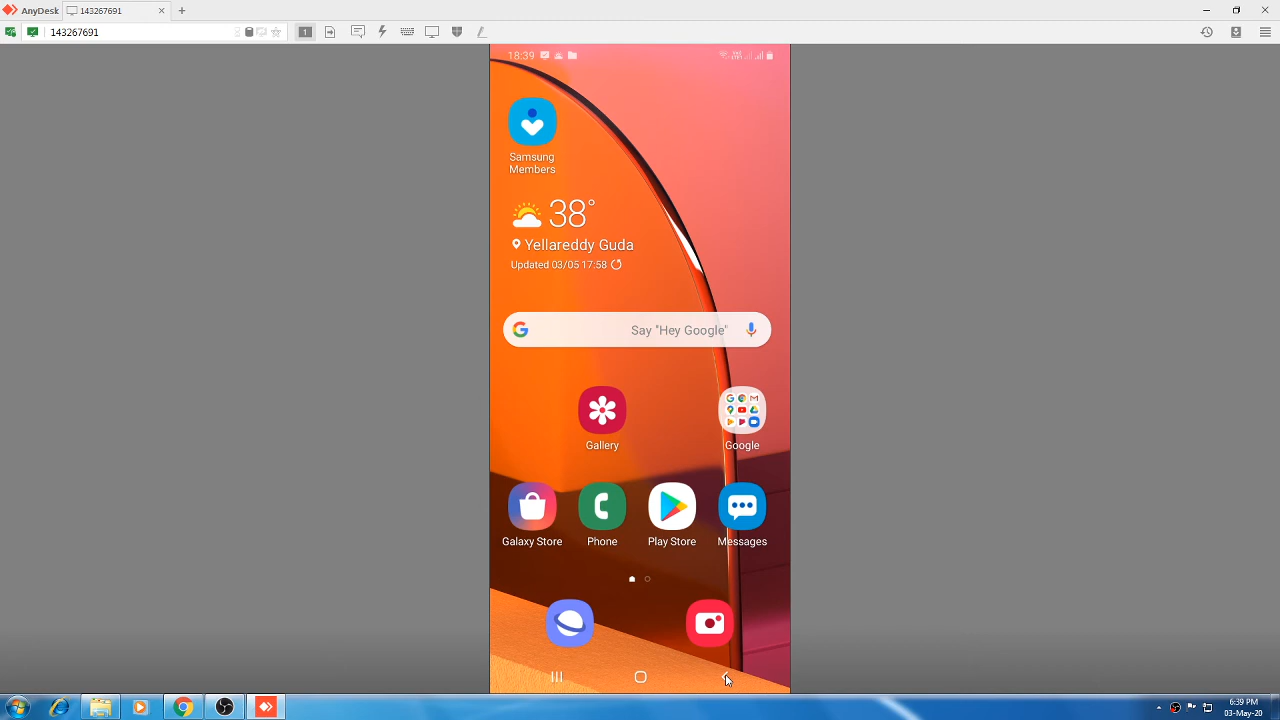 AnyDesk
143267691
143267691
1
18:39
Samsung
Members
38°
Yellareddy Guda
Updated 03/05 17:58
Say "Hey Google"
Gallery
Google
Galaxy Store
Phone
Play Store
Messages
6:39 PM
03-May-20